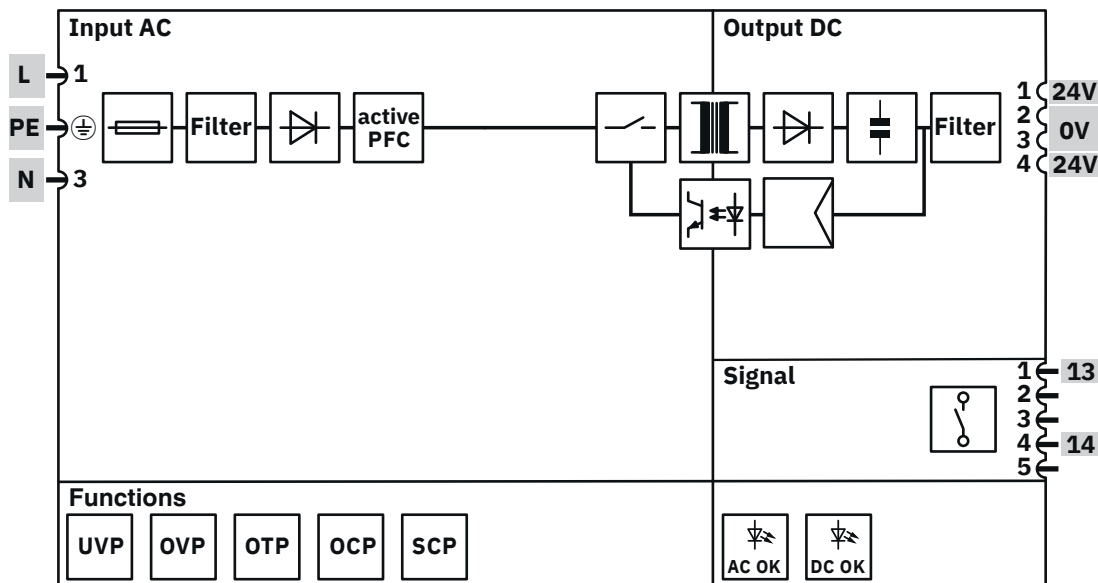 Input AC
Output DC
L
1
PE
N
3
Filter
active
PFC
Filter
1
24V
2
0V
3
4
24V
Signal
1
13
2
3
4
14
5
Functions
UVP
OVP
OTP
OCP
SCP
AC OK
DC OK